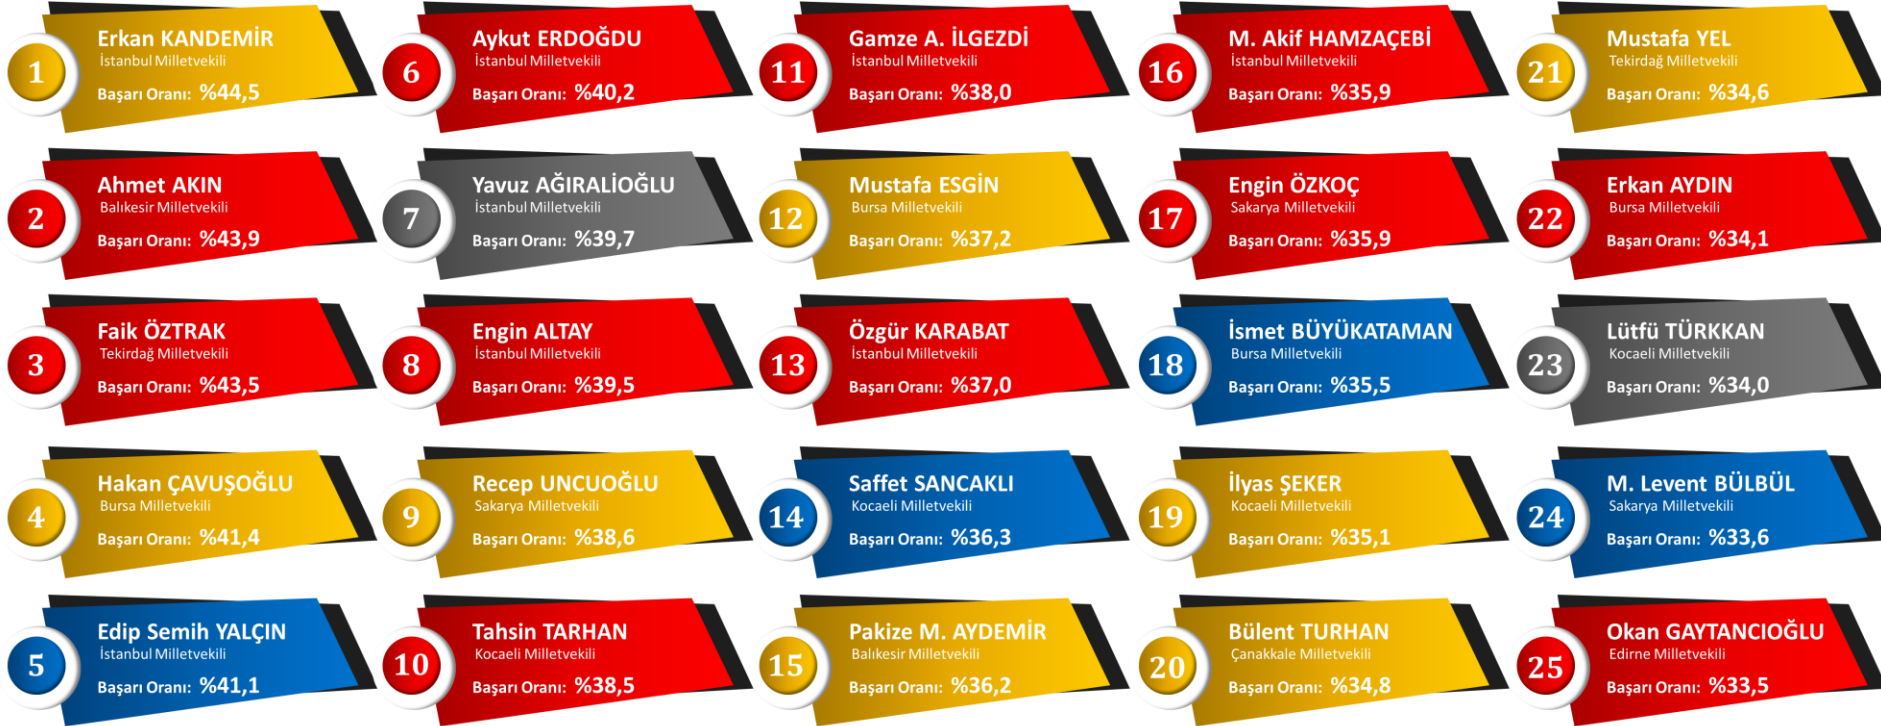 1
Erkan KANDEMİR
İstanbul Milletvekili
Başarı Oranı: %44,5
2
Ahmet AKIN
Balıkesir Milletvekili
Başarı Oranı: %43,9
3
Faik ÖZTRAK
Tekirdağ Milletvekili
Başarı Oranı: %43,5
4
Hakan ÇAVUŞOĞLU
Bursa Milletvekili
Başarı Oranı: %41,4
5
Edip Semih YALÇIN
İstanbul Milletvekili
Başarı Oranı: %41,1
6
Aykut ERDOĞDU
İstanbul Milletvekili
Başarı Oranı: %40,2
7
Yavuz AĞIRALİOĞLU
İstanbul Milletvekili
Başarı Oranı: %39,7
8
Engin ALTAY
İstanbul Milletvekili
Başarı Oranı: %39,5
9
Recep UNCUOĞLU
Sakarya Milletvekili
Başarı Oranı: %38,6
10
Tahsin TARHAN
Kocaeli Milletvekili
Başarı Oranı: %38,5
11
Gamze A. İLGEZDİ
İstanbul Milletvekili
Başarı Oranı: %38,0
12
Mustafa ESGİN
Bursa Milletvekili
Başarı Oranı: %37,2
13
Özgür KARABAT
İstanbul Milletvekili
Başarı Oranı: %37,0
14
Saffet SANCAKLI
Kocaeli Milletvekili
Başarı Oranı: %36,3
15
Pakize M. AYDEMİR
Balıkesir Milletvekili
Başarı Oranı: %36,2
16
M. Akif HAMZAÇEBİ
İstanbul Milletvekili
Başarı Oranı: %35,9
17
Engin ÖZKOÇ
Sakarya Milletvekili
Başarı Oranı: %35,9
18
İsmet BÜYÜKATAMAN
Bursa Milletvekili
Başarı Oranı: %35,5
19
İlyas ŞEKER
Kocaeli Milletvekili
Başarı Oranı: %35,1
20
Bülent TURHAN
Çanakkale Milletvekili
Başarı Oranı: %34,8
21
Mustafa YEL
Tekirdağ Milletvekili
Başarı Oranı: %34,6
22
Erkan AYDIN
Bursa Milletvekili
Başarı Oranı: %34,1
23
Lütfü TÜRKKAN
Kocaeli Milletvekili
Başarı Oranı: %34,0
24
M. Levent BÜLBÜL
Sakarya Milletvekili
Başarı Oranı: %33,6
25
Okan GAYTANCIOĞLU
Edirne Milletvekili
Başarı Oranı: %33,5